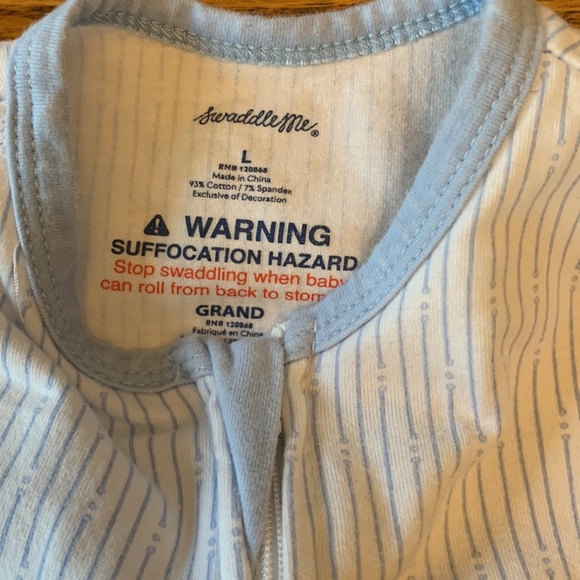 SwaddleMe®
L
RN# 120868
Made in China
93% Cotton / 7% Spandex
Exclusive of Decoration
⚠ WARNING
SUFFOCATION HAZARD
Stop swaddling when baby
can roll from back to
GRAND
RN# 120868
Fabriqué en Chine